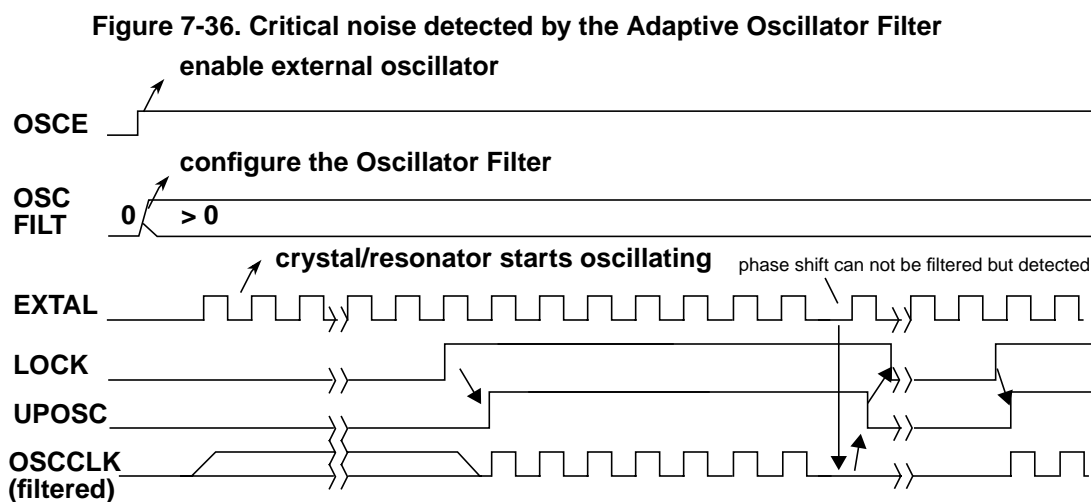 Figure 7-36. Critical noise detected by the Adaptive Oscillator Filter
enable external oscillator
OSCE
configure the Oscillator Filter
OSC
FILT
0
> 0
crystal/resonator starts oscillating
phase shift can not be filtered but detected
EXTAL
LOCK
UPOSC
OSCCLK
(filtered)